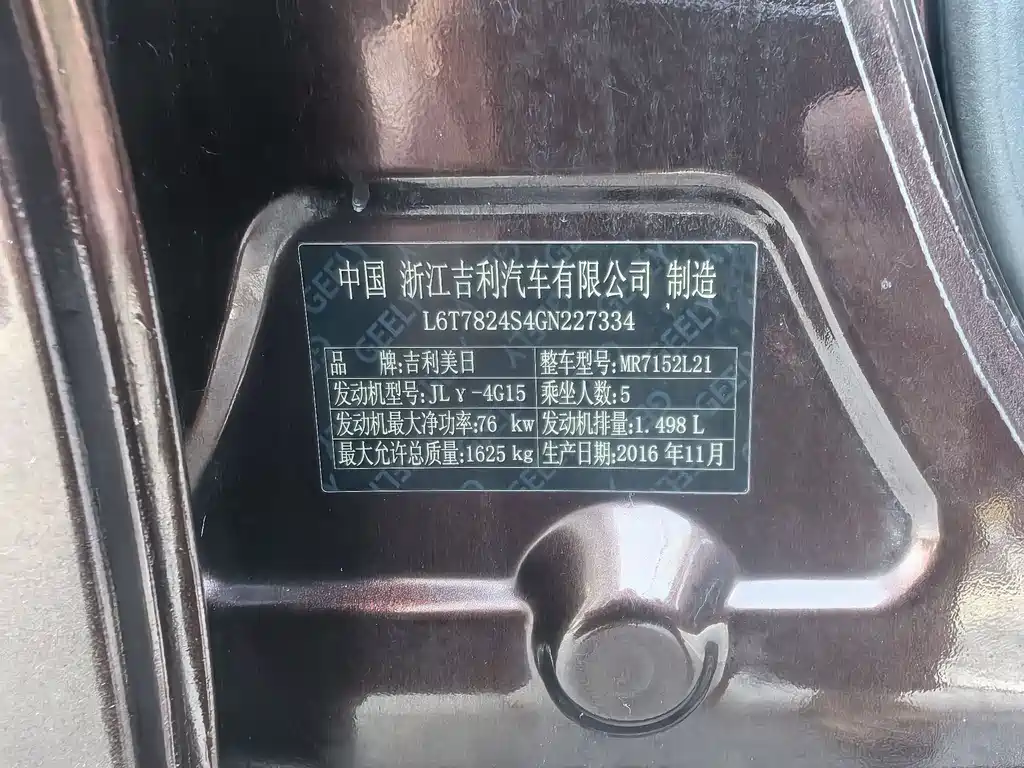 中国 浙江吉利汽车有限公司 制造
L6T7824S4GN227334
品 牌:吉利美日 整车型号:MR7152L21
发动机型号:JLγ-4G15 乘坐人数:5
发动机最大净功率:76 kw 发动机排量:1.498 L
最大允许总质量:1625 kg 生产日期:2016 年11月